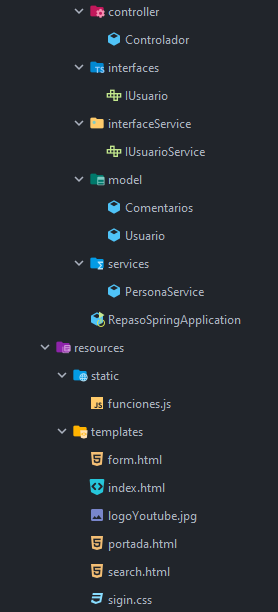 controller
Controlador
interfaces
IUsuario
interfaceService
IUsuarioService
model
Comentarios
Usuario
services
PersonaService
RepasoSpringApplication
resources
static
funciones.js
templates
form.html
index.html
logoYoutube.jpg
portada.html
search.html
sigin.css